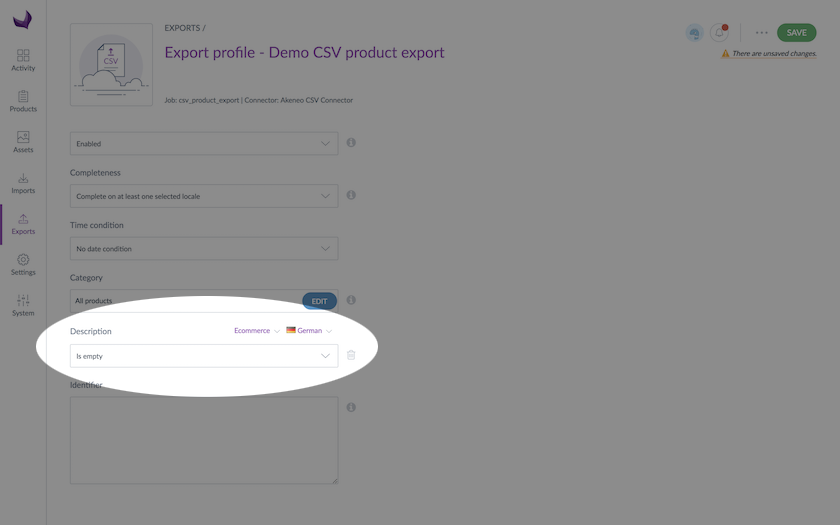 EXPORTS /
Export profile - Demo CSV product export
CSV
SAVE
There are unsaved changes.
Job: csv_product_export | Connector: Akeneo CSV Connector
Activity
Products
Assets
Imports
Exports
Settings
System
Enabled
Completeness
Complete on at least one selected locale
Time condition
No date condition
Category
All products
EDIT
Description
Ecommerce
German
Is empty
Identifier